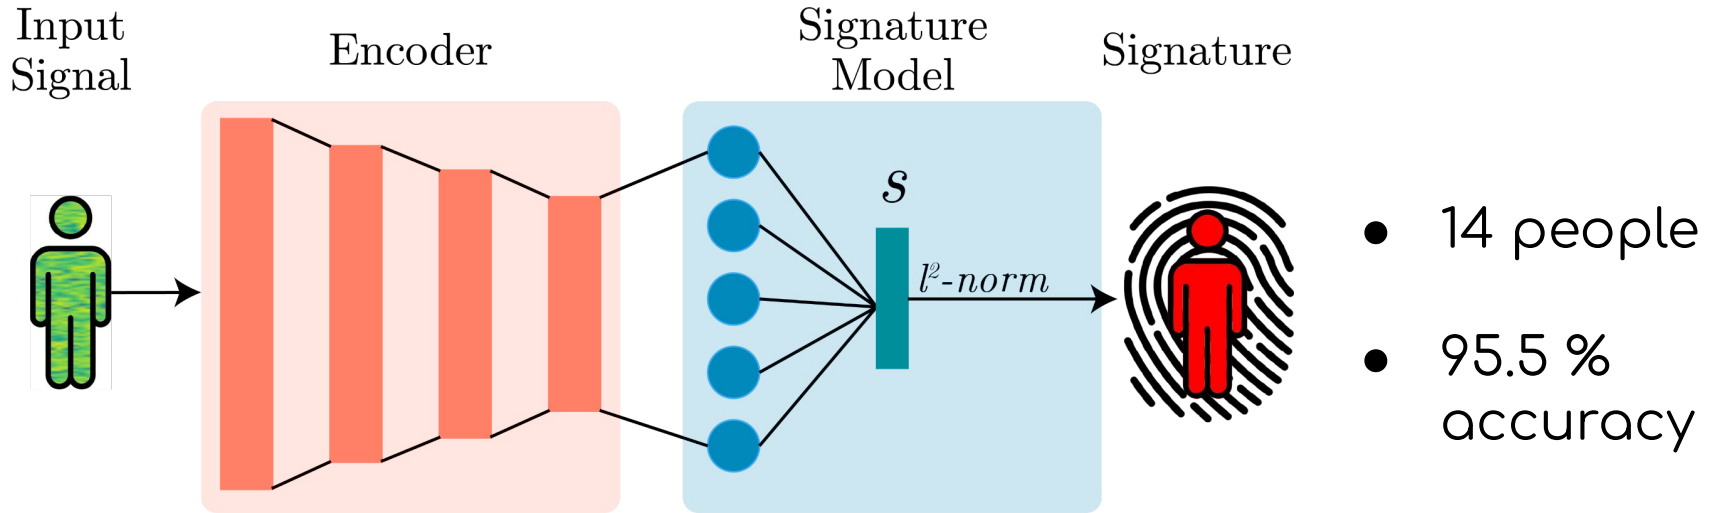 Input
Signal
Encoder
Signature
Model
Signature
s
l²-norm
● 14 people
● 95.5 %
accuracy